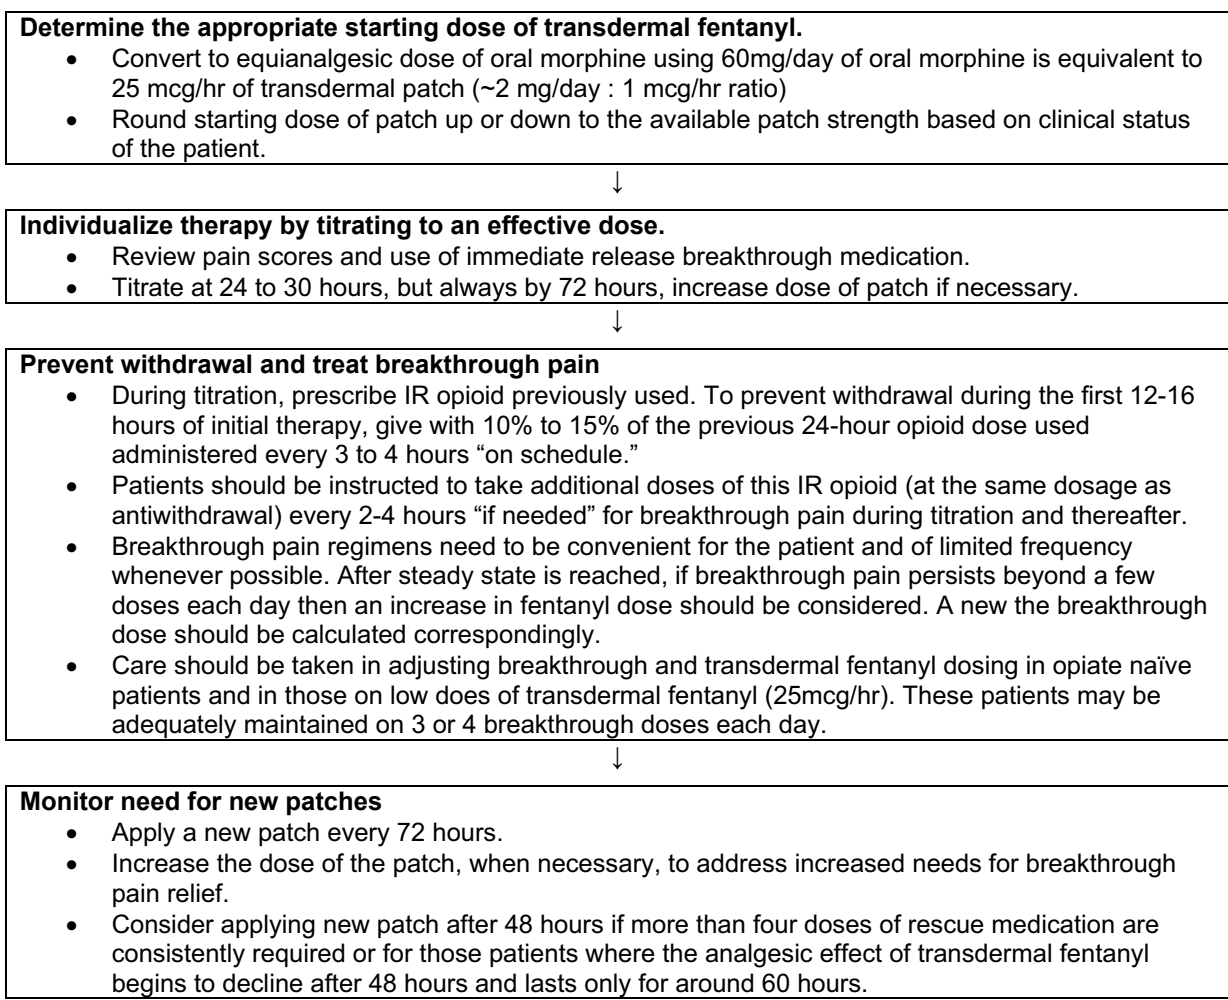 Determine the appropriate starting dose of transdermal fentanyl.
• Convert to equianalgesic dose of oral morphine using 60mg/day of oral morphine is equivalent to
25 mcg/hr of transdermal patch (~2 mg/day : 1 mcg/hr ratio)
• Round starting dose of patch up or down to the available patch strength based on clinical status
of the patient.
↓
Individualize therapy by titrating to an effective dose.
• Review pain scores and use of immediate release breakthrough medication.
• Titrate at 24 to 30 hours, but always by 72 hours, increase dose of patch if necessary.
↓
Prevent withdrawal and treat breakthrough pain
• During titration, prescribe IR opioid previously used. To prevent withdrawal during the first 12-16
hours of initial therapy, give with 10% to 15% of the previous 24-hour opioid dose used
administered every 3 to 4 hours “on schedule.”
• Patients should be instructed to take additional doses of this IR opioid (at the same dosage as
antiwithdrawal) every 2-4 hours “if needed” for breakthrough pain during titration and thereafter.
• Breakthrough pain regimens need to be convenient for the patient and of limited frequency
whenever possible. After steady state is reached, if breakthrough pain persists beyond a few
doses each day then an increase in fentanyl dose should be considered. A new the breakthrough
dose should be calculated correspondingly.
• Care should be taken in adjusting breakthrough and transdermal fentanyl dosing in opiate naïve
patients and in those on low does of transdermal fentanyl (25mcg/hr). These patients may be
adequately maintained on 3 or 4 breakthrough doses each day.
↓
Monitor need for new patches
• Apply a new patch every 72 hours.
• Increase the dose of the patch, when necessary, to address increased needs for breakthrough
pain relief.
• Consider applying new patch after 48 hours if more than four doses of rescue medication are
consistently required or for those patients where the analgesic effect of transdermal fentanyl
begins to decline after 48 hours and lasts only for around 60 hours.